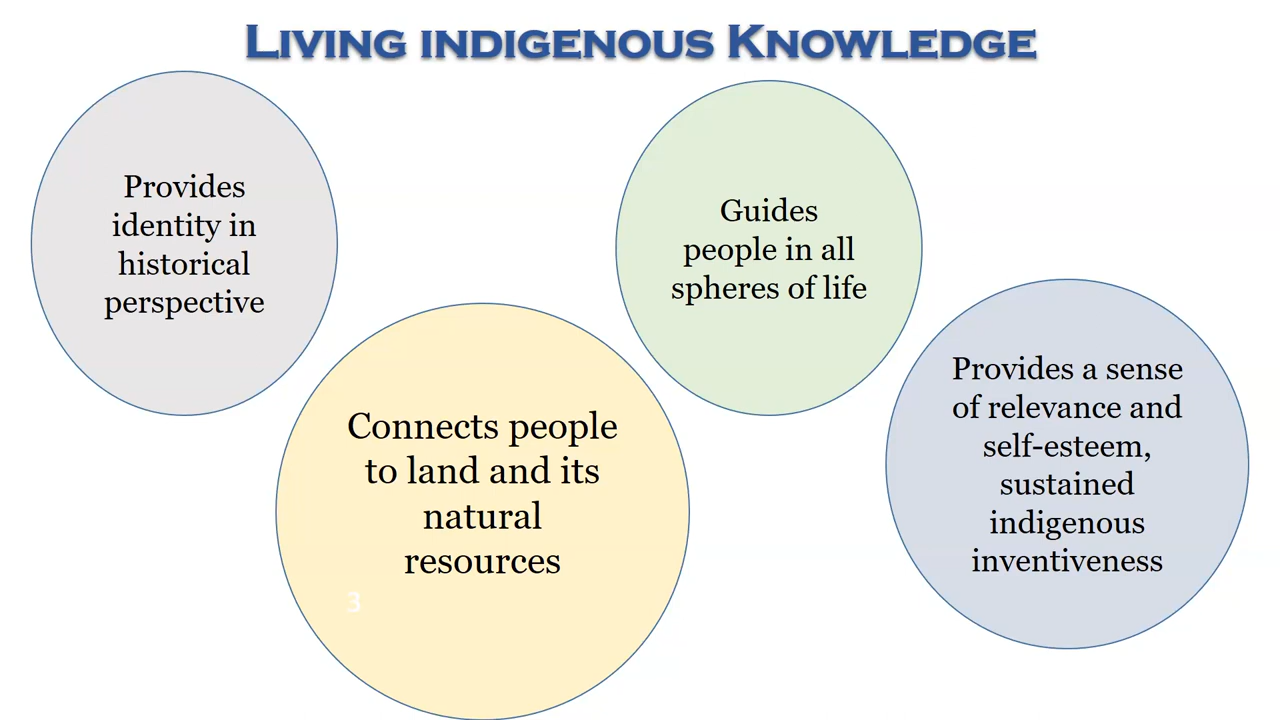 LIVING INDIGENOUS KNOWLEDGE
Provides
identity in
historical
perspective
Connects people
to land and its
natural
resources
3
Guides
people in all
spheres of life
Provides a sense
of relevance and
self-esteem,
sustained
indigenous
inventiveness